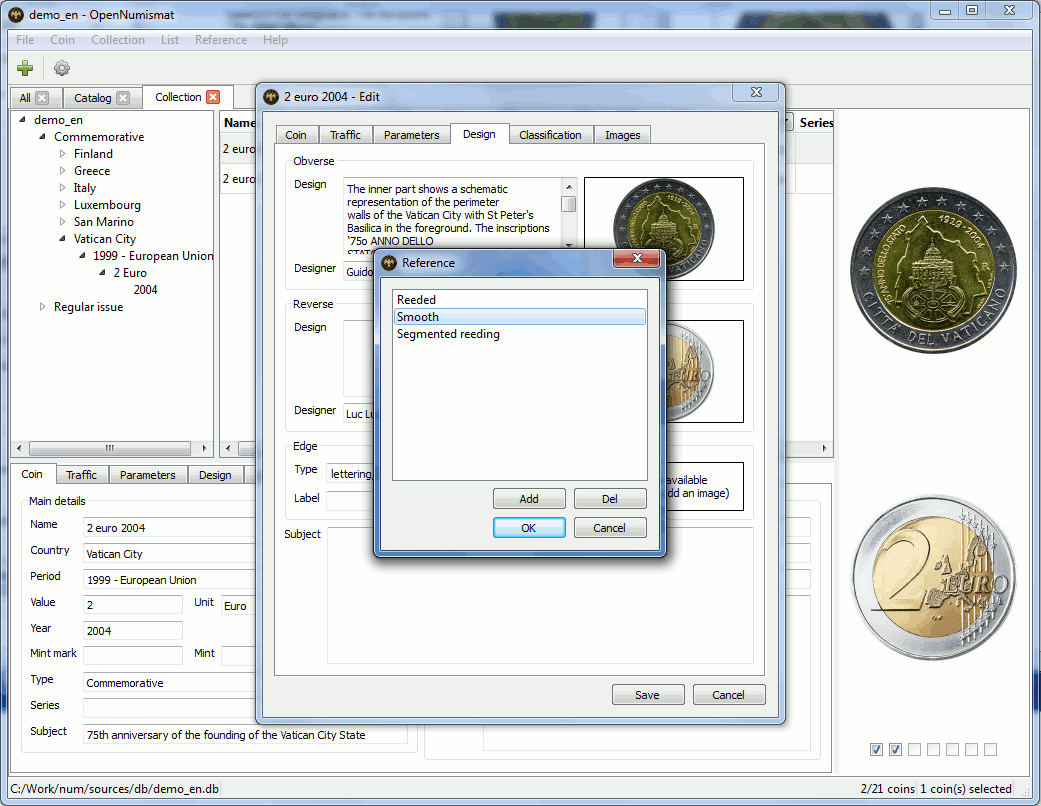 demo_en - OpenNumismat
File Coin Collection List Reference Help
All Catalog Collection
demo_en
Commemorative
Finland
Greece
Italy
Luxembourg
San Marino
Vatican City
1999 - European Union
2 Euro
2004
Regular issue
Name
Series
2 euro
2 euro
2 euro 2004 - Edit
Coin Traffic Parameters Design Classification Images
Obverse
Design
The inner part shows a schematic
representation of the perimeter
walls of the Vatican City with St Peter's
Basilica in the foreground. The inscriptions
`75o ANNO DELLO
Designer
Guido
Reverse
Design
Designer
Luc Lu
Edge
Type
lettering,
Label
available
dd an image)
Subject
Save Cancel
Reference
Reeded
Smooth
Segmented reeding
Add Del
OK Cancel
Coin Traffic Parameters Design
Main details
Name 2 euro 2004
Country Vatican City
Period 1999 - European Union
Value 2 Unit Euro
Year 2004
Mint mark Mint
Type Commemorative
Series
Subject 75th anniversary of the founding of the Vatican City State
75o ANNO DELLO STATO 1929-2004
CITTA' DEL VATICANO
2 EURO
C:/Work/num/sources/db/demo_en.db
2/21 coins 1 coin(s) selected